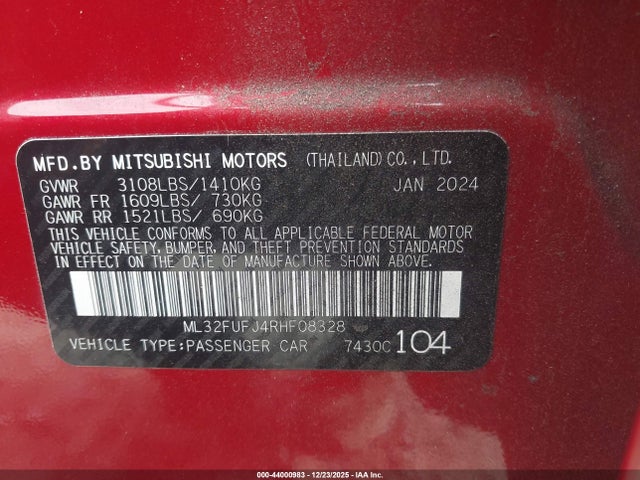 MFD.BY MITSUBISHI MOTORS (THAILAND) CO.,LTD.
GVWR 3108LBS/1410KG JAN 2024
GAWR FR 1609LBS/ 730KG
GAWR RR 1521LBS/ 690KG
THIS VEHICLE CONFORMS TO ALL APPLICABLE FEDERAL MOTOR
VEHICLE SAFETY, BUMPER, AND THEFT PREVENTION STANDARDS
IN EFFECT ON THE DATE OF MANUFACTURE SHOWN ABOVE.
ML32FUFJ4RHF08328
VEHICLE TYPE:PASSENGER CAR 7430C 104
000-44000983 - 12/23/2025 - IAA Inc.